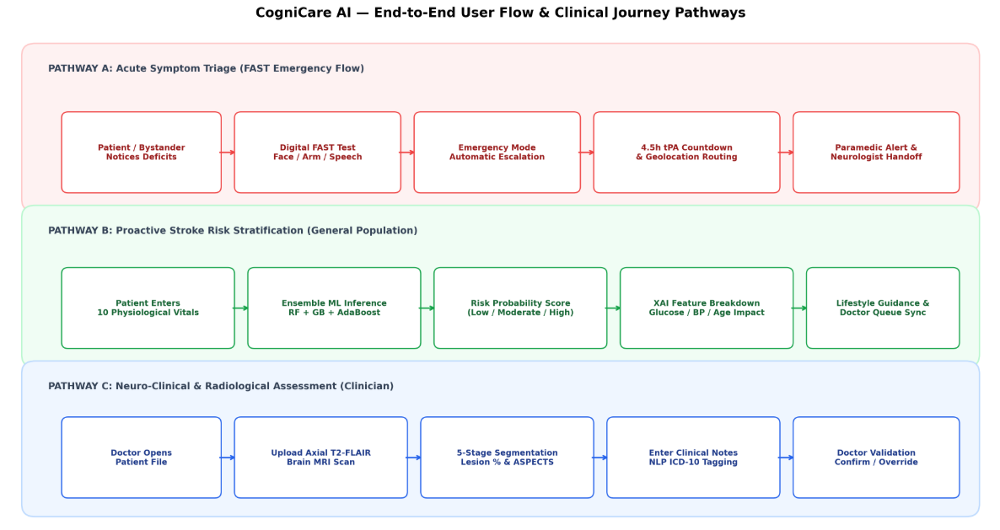 CogniCare AI — End-to-End User Flow & Clinical Journey Pathways
PATHWAY A: Acute Symptom Triage (FAST Emergency Flow)
Patient / Bystander
Notices Deficits
Digital FAST Test
Face / Arm / Speech
Emergency Mode
Automatic Escalation
4.5h tPA Countdown
& Geolocation Routing
Paramedic Alert &
Neurologist Handoff
PATHWAY B: Proactive Stroke Risk Stratification (General Population)
Patient Enters
10 Physiological Vitals
Ensemble ML Inference
RF + GB + AdaBoost
Risk Probability Score
(Low / Moderate / High)
XAI Feature Breakdown
Glucose / BP / Age Impact
Lifestyle Guidance &
Doctor Queue Sync
PATHWAY C: Neuro-Clinical & Radiological Assessment (Clinician)
Doctor Opens
Patient File
Upload Axial T2-FLAIR
Brain MRI Scan
5-Stage Segmentation
Lesion % & ASPECTS
Enter Clinical Notes
NLP ICD-10 Tagging
Doctor Validation
Confirm / Override